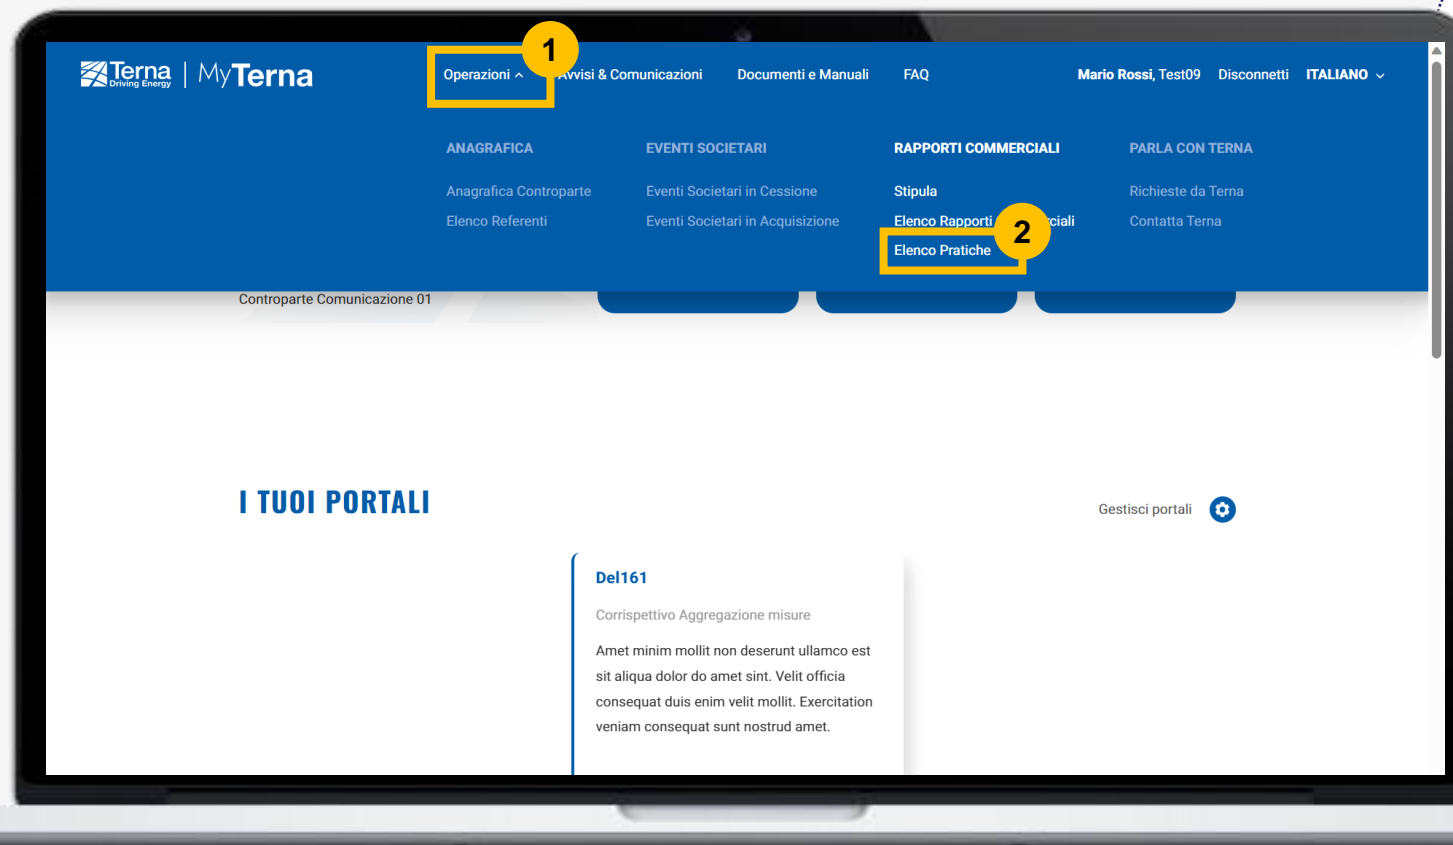 1
Terna
Driving Energy
MyTerna
Operazioni
Avvisi & Comunicazioni
Documenti e Manuali
FAQ
Mario Rossi, Test09
Disconnetti
ITALIANO
ANAGRAFICA
Anagrafica Controparte
Elenco Referenti
EVENTI SOCIETARI
Eventi Societari in Cessione
Eventi Societari in Acquisizione
RAPPORTI COMMERCIALI
Stipula
Elenco Rapporti
2
Elenco Pratiche
PARLA CON TERNA
Richieste da Terna
Contatta Terna
Controparte Comunicazione 01
I TUOI PORTALI
Gestisci portali
Del161
Corrispettivo Aggregazione misure
Amet minim mollit non deserunt ullamco est
sit aliqua dolor do amet sint. Velit officia
consequat duis enim velit mollit. Exercitation
veniam consequat sunt nostrud amet.